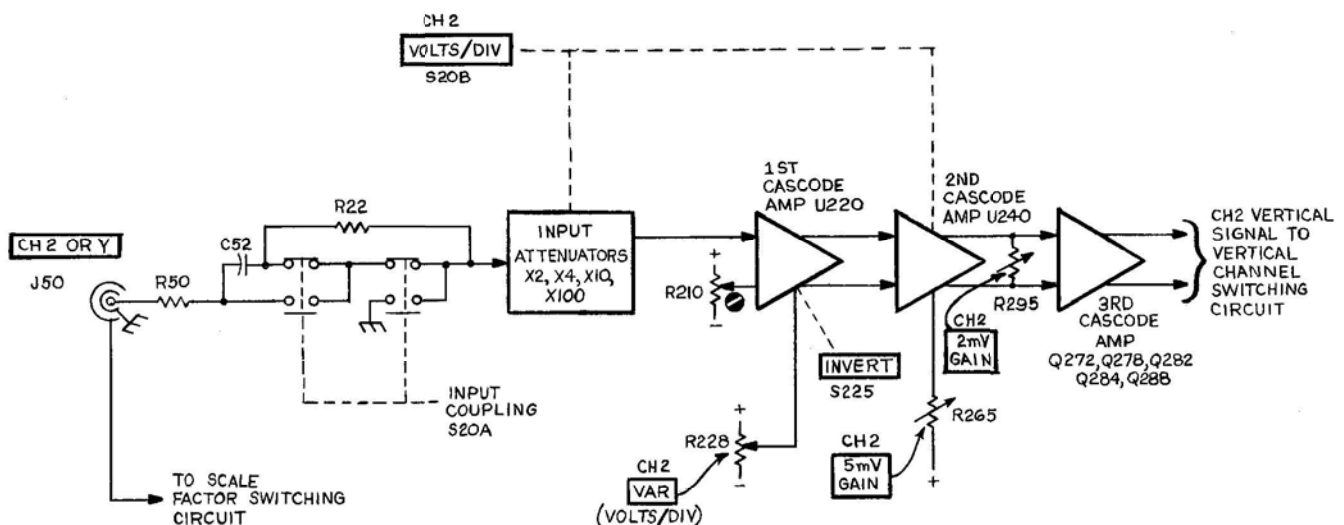 CH 2
VOLTS/DIV
S20B
CH 2 OR Y
J50
R50
C52
R22
INPUT
COUPLING
S20A
TO SCALE
FACTOR SWITCHING
CIRCUIT
INPUT
ATTENUATORS
X2, X4, X10,
X100
+
R210
−
1ST
CASCODE
AMP U220
INVERT
S225
+
R228
−
CH2
VAR
(VOLTS/DIV)
2ND
CASCODE
AMP U240
R295
CH2
2mV
GAIN
R265
+
CH2
5mV
GAIN
3RD
CASCODE
AMP
Q272,Q278,Q282
Q284,Q288
CH2 VERTICAL
SIGNAL TO
VERTICAL
CHANNEL
SWITCHING
CIRCUIT